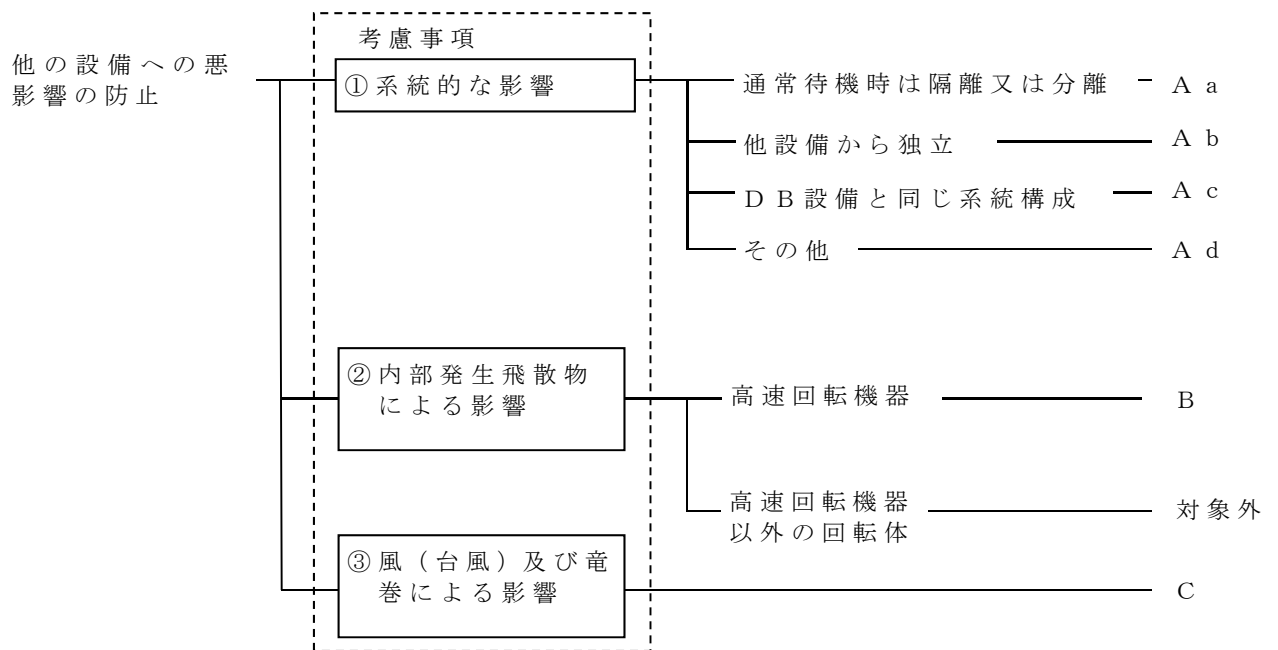 考慮事項
他の設備への悪
影響の防止
①系統的な影響
通常待機時は隔離又は分離
Ａａ
他設備から独立
Ａｂ
ＤＢ設備と同じ系統構成
Ａｃ
その他
Ａｄ
②内部発生飛散物
による影響
高速回転機器
Ｂ
高速回転機器
以外の回転体
対象外
③風（台風）及び竜
巻による影響
Ｃ